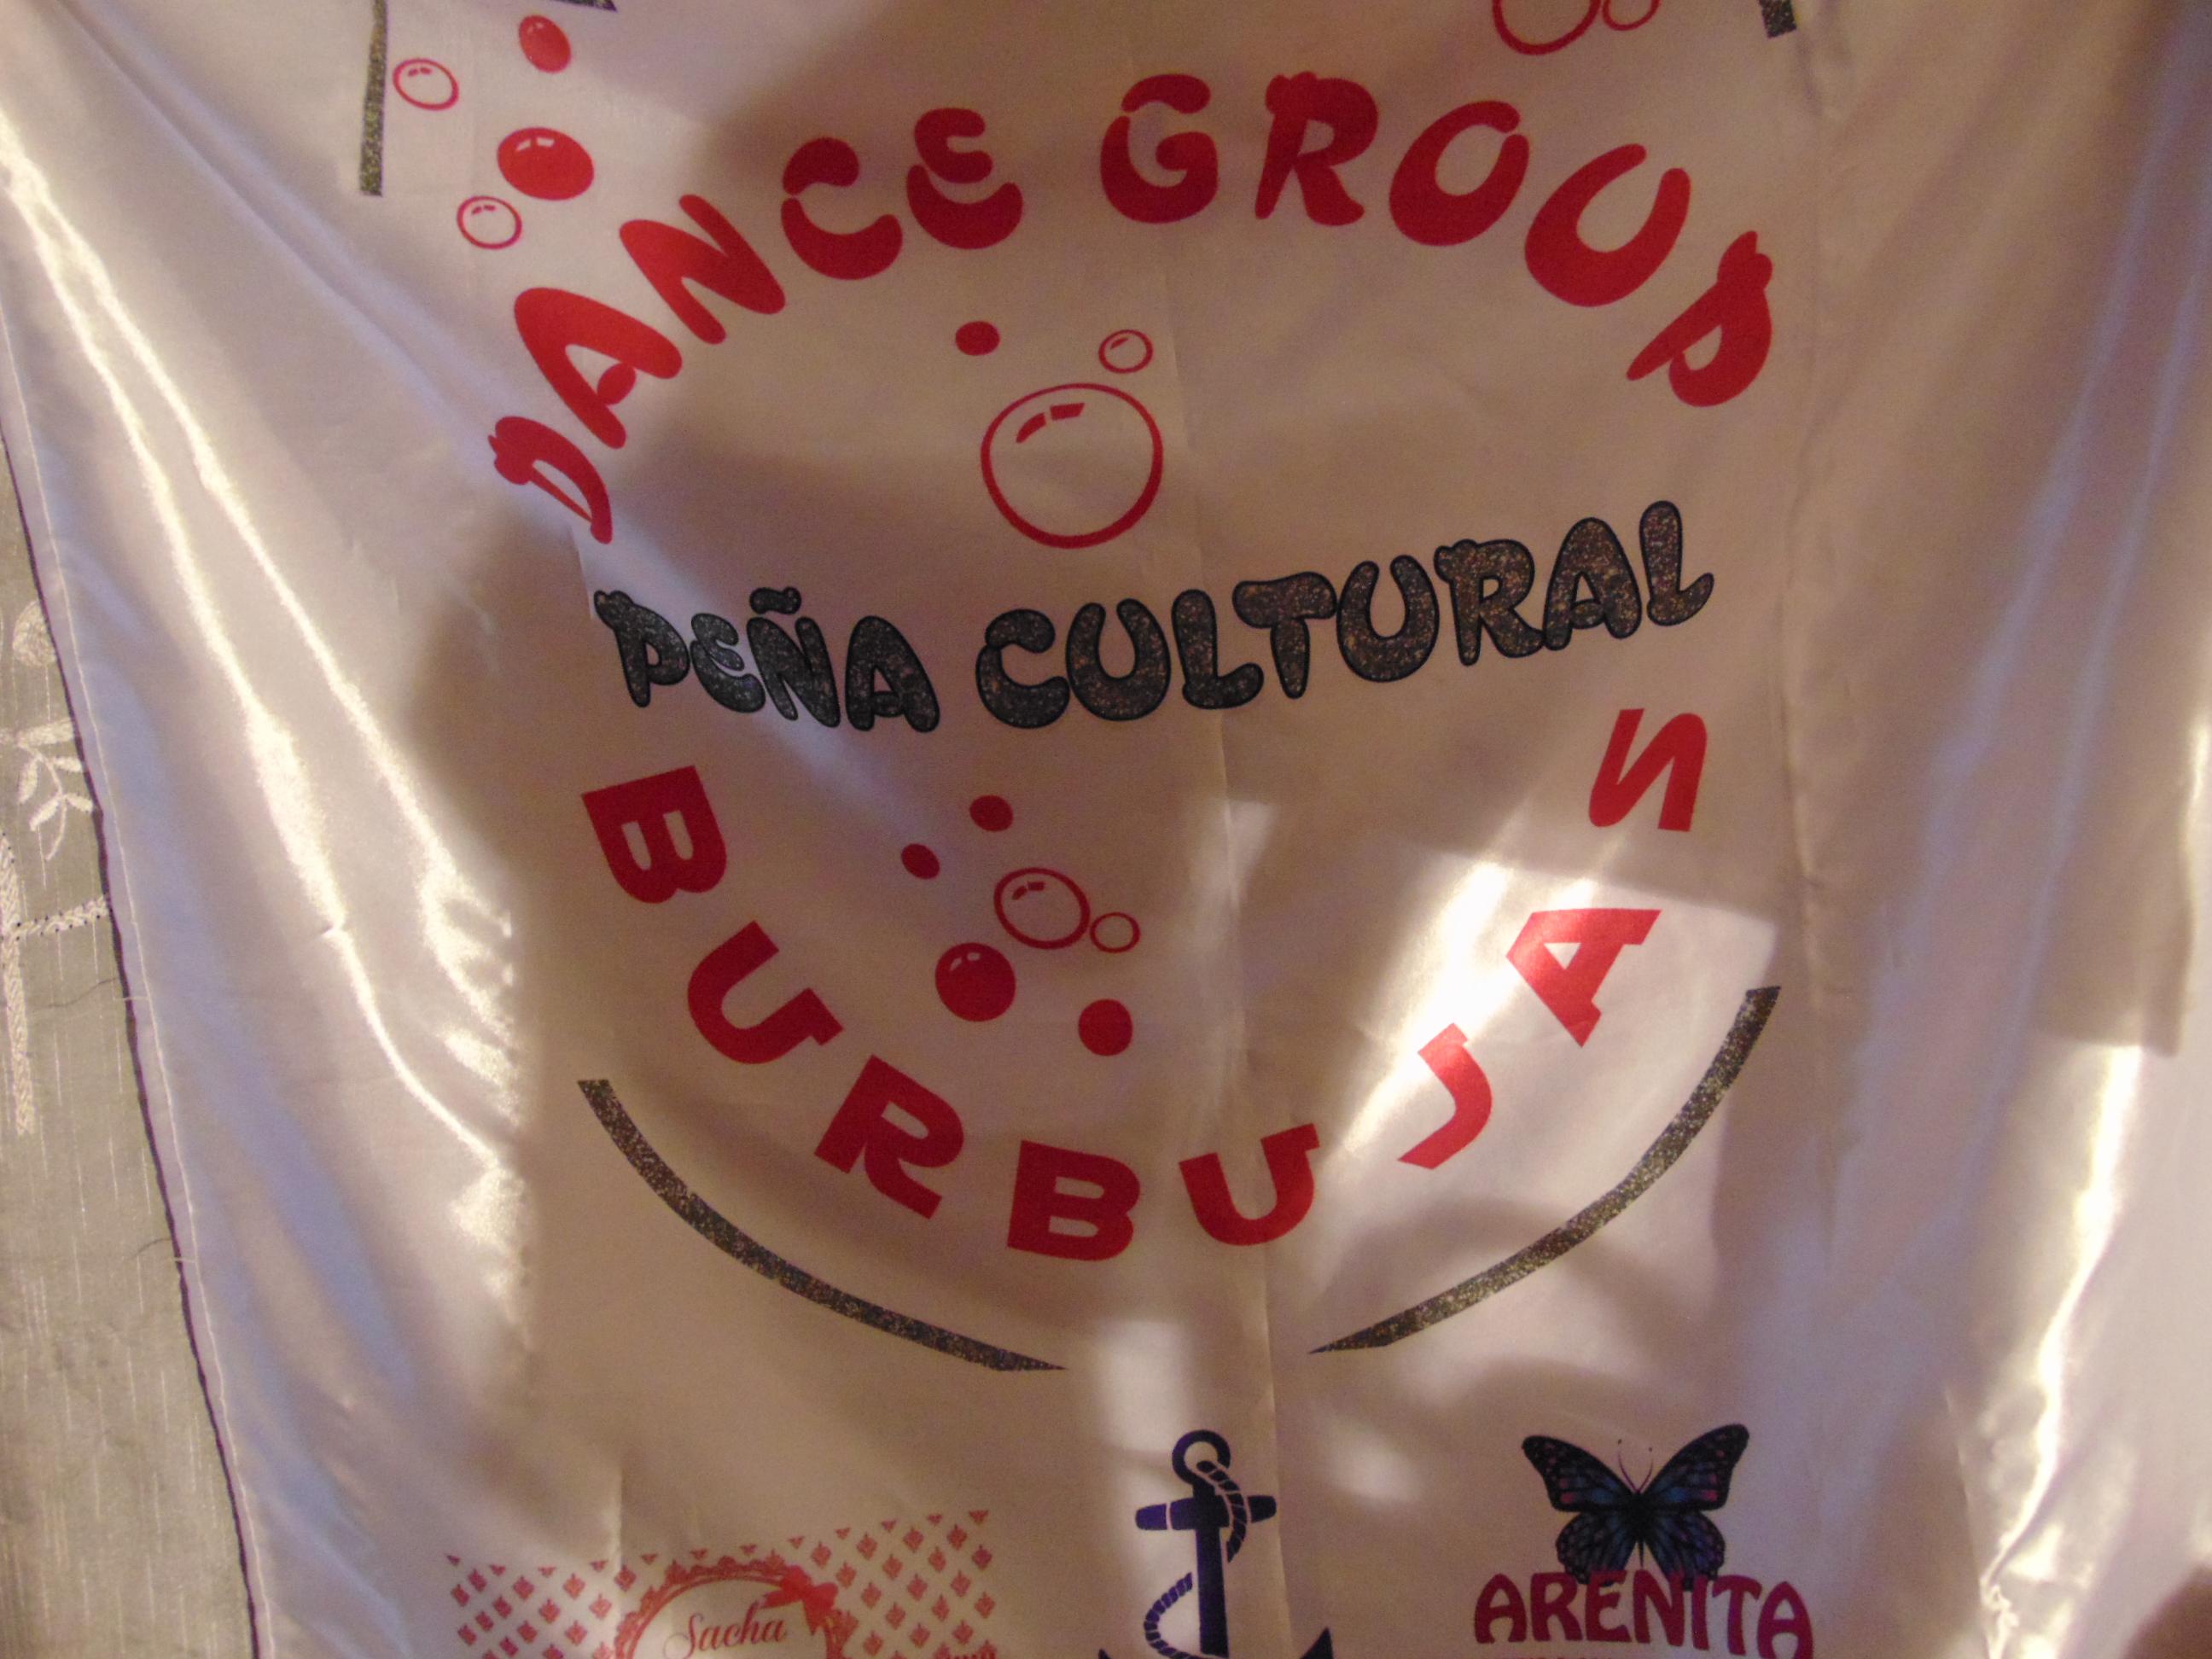 DANCE GROUP
PEÑA CULTURAL
BURBUJAS
Sacha
ARENITA